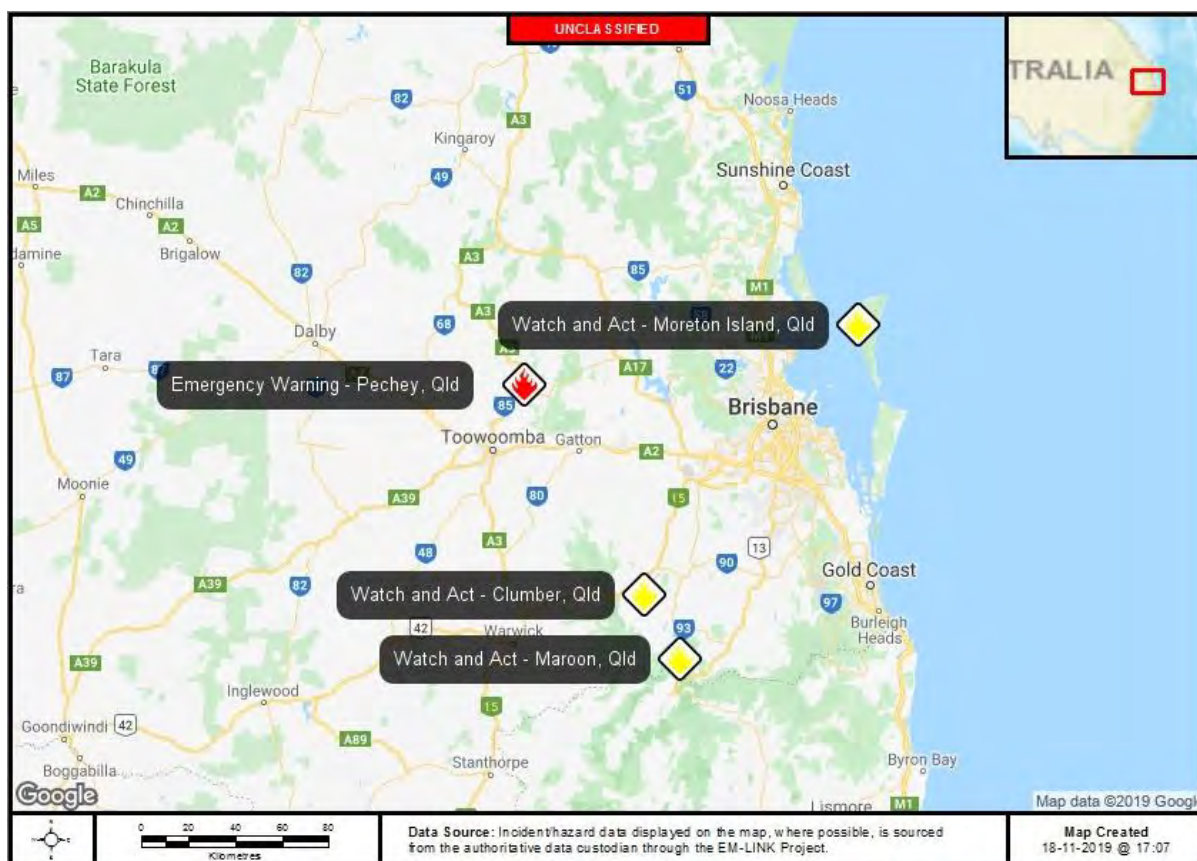 UNCLASSIFIED
Barakula
State Forest
TRALIA
82
A3
51
Noosa Heads
Kingaroy
49
Sunshine Coast
Miles
A2
Chinchilla
A5
A2
Brigalow
damine
82
A3
85
M1
A3
Watch and Act - Moreton Island, Qld
68
Dalby
Tara
87
A17
22
Emergency Warning - Pechey, Qld
85
Brisbane
Toowoomba
Gatton
A2
49
Moonie
A39
80
15
A3
48
13
90
A39
82
Gold Coast
97
Watch and Act - Clumber, Qld
Burleigh
Heads
42
Warwick
93
Watch and Act - Maroon, Qld
A39
Inglewood
15
Goondiwindi
42
A89
Boggabilla
Stanthorpe
Byron Bay
Google
Lismore
M1
Map data ©2019 Google
0 20 40 60 80
Kilometres
Data Source: Incident/hazard data displayed on the map, where possible, is sourced
from the authoritative data custodian through the EM-LINK Project.
Map Created
18-11-2019 @ 17:07